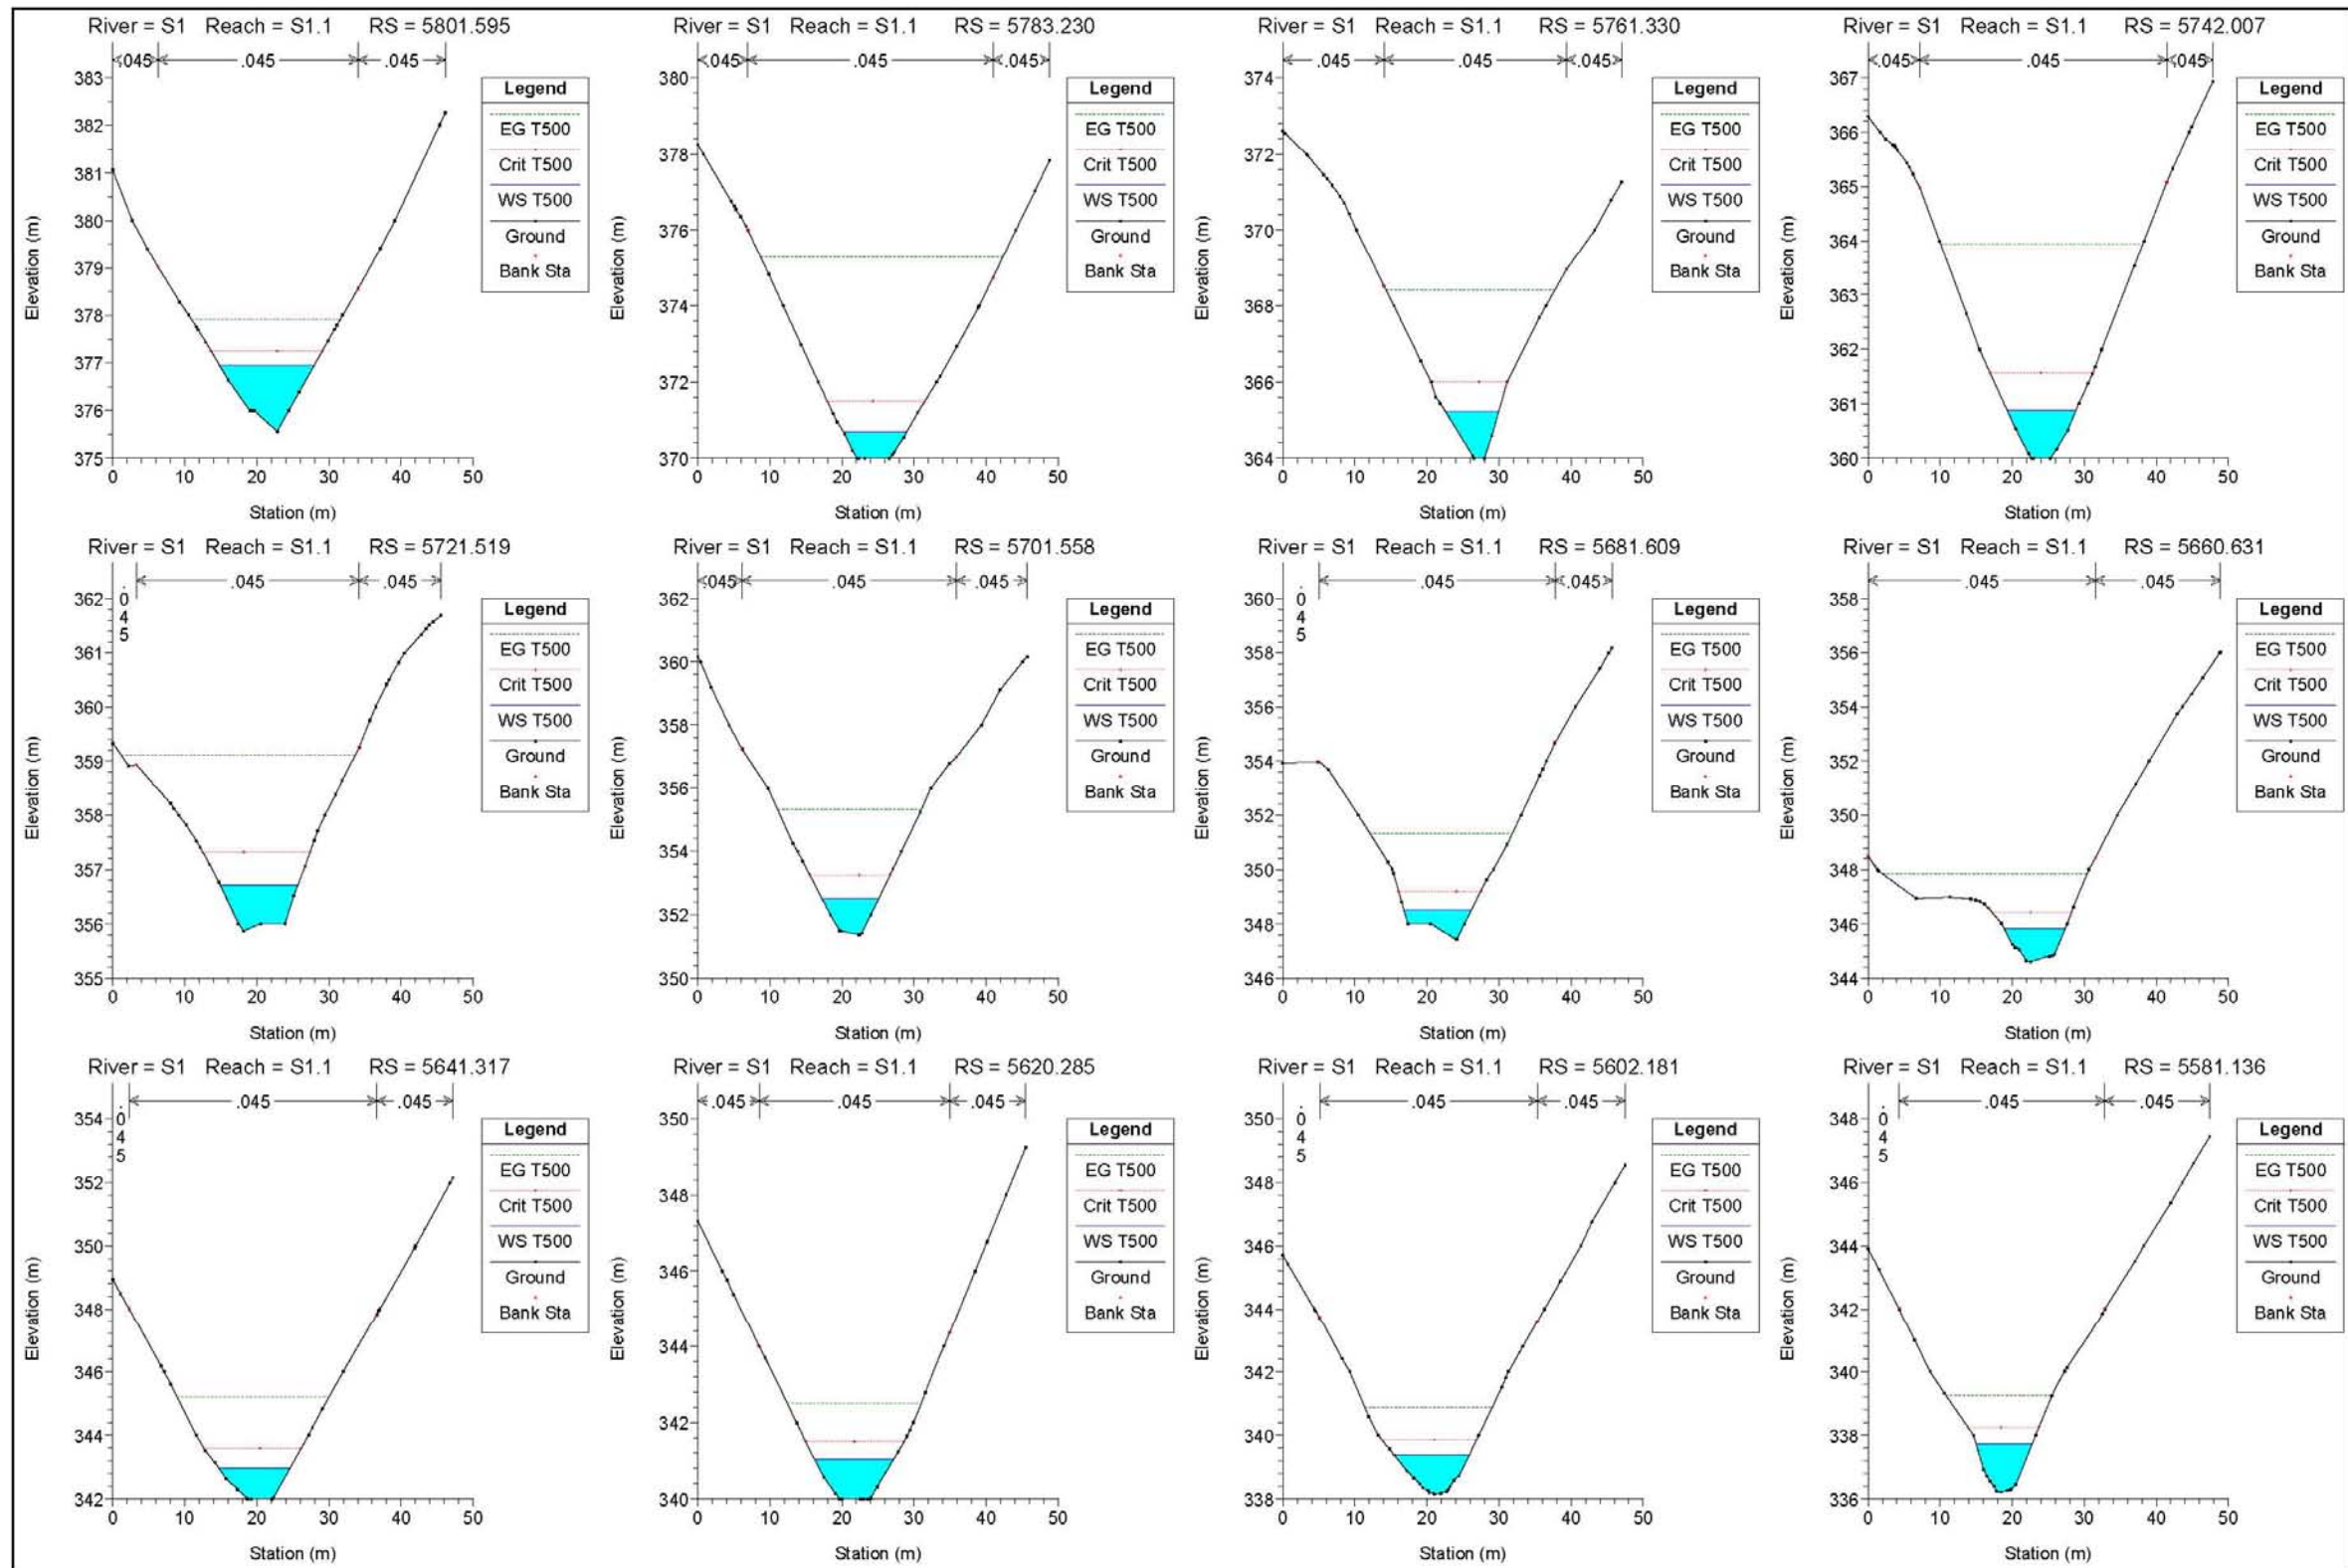 River = S1 Reach = S1.1 RS = 5801.595
.045 .045 .045
383
382
381
380
379
378
377
376
375
Elevation (m)
0 10 20 30 40 50
Station (m)
Legend
EG T500
Crit T500
WS T500
Ground
Bank Sta
River = S1 Reach = S1.1 RS = 5783.230
.045 .045 .045
380
378
376
374
372
370
Elevation (m)
0 10 20 30 40 50
Station (m)
Legend
EG T500
Crit T500
WS T500
Ground
Bank Sta
River = S1 Reach = S1.1 RS = 5761.330
.045 .045 .045
374
372
370
368
366
364
Elevation (m)
0 10 20 30 40 50
Station (m)
Legend
EG T500
Crit T500
WS T500
Ground
Bank Sta
River = S1 Reach = S1.1 RS = 5742.007
.045 .045 .045
367
366
365
364
363
362
361
360
Elevation (m)
0 10 20 30 40 50
Station (m)
Legend
EG T500
Crit T500
WS T500
Ground
Bank Sta
River = S1 Reach = S1.1 RS = 5721.519
.045 .045 .045
362
361
360
359
358
357
356
355
Elevation (m)
0 10 20 30 40 50
Station (m)
Legend
EG T500
Crit T500
WS T500
Ground
Bank Sta
River = S1 Reach = S1.1 RS = 5701.558
.045 .045 .045
362
360
358
356
354
352
350
Elevation (m)
0 10 20 30 40 50
Station (m)
Legend
EG T500
Crit T500
WS T500
Ground
Bank Sta
River = S1 Reach = S1.1 RS = 5681.609
.045 .045 .045
360
358
356
354
352
350
348
346
Elevation (m)
0 10 20 30 40 50
Station (m)
Legend
EG T500
Crit T500
WS T500
Ground
Bank Sta
River = S1 Reach = S1.1 RS = 5660.631
.045 .045
358
356
354
352
350
348
346
344
Elevation (m)
0 10 20 30 40 50
Station (m)
Legend
EG T500
Crit T500
WS T500
Ground
Bank Sta
River = S1 Reach = S1.1 RS = 5641.317
.045 .045 .045
354
352
350
348
346
344
342
Elevation (m)
0 10 20 30 40 50
Station (m)
Legend
EG T500
Crit T500
WS T500
Ground
Bank Sta
River = S1 Reach = S1.1 RS = 5620.285
.045 .045 .045
350
348
346
344
342
340
Elevation (m)
0 10 20 30 40 50
Station (m)
Legend
EG T500
Crit T500
WS T500
Ground
Bank Sta
River = S1 Reach = S1.1 RS = 5602.181
.045 .045 .045
350
348
346
344
342
340
338
Elevation (m)
0 10 20 30 40 50
Station (m)
Legend
EG T500
Crit T500
WS T500
Ground
Bank Sta
River = S1 Reach = S1.1 RS = 5581.136
.045 .045 .045
348
346
344
342
340
338
336
Elevation (m)
0 10 20 30 40 50
Station (m)
Legend
EG T500
Crit T500
WS T500
Ground
Bank Sta